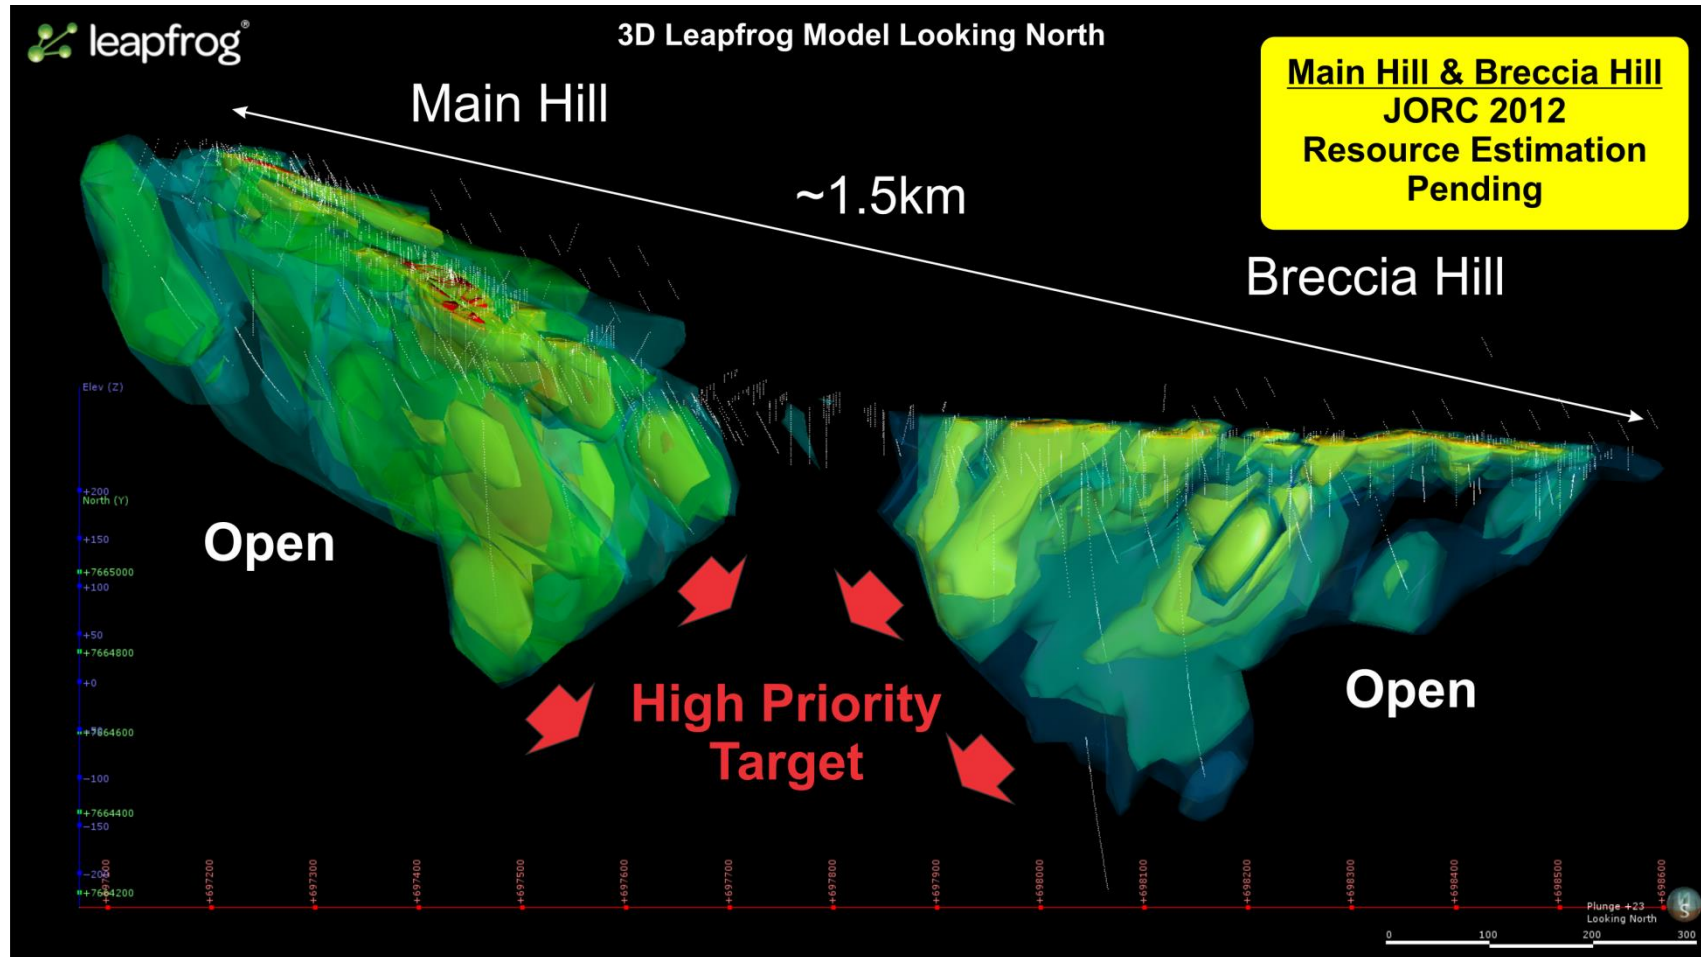 leapfrog®
3D Leapfrog Model Looking North
Main Hill & Breccia Hill
JORC 2012
Resource Estimation
Pending
Main Hill
~1.5km
Breccia Hill
Elev (Z)
+200
North (Y)
+150
+7665000
+100
+50
+7664800
+0
+7664600
-100
+7664400
-150
+7664200
Open
Open
High Priority
Target
+697200
+697300
+697400
+697500
+697600
+697700
+697800
+697900
+698000
+698100
+698200
+698300
+698400
+698500
+698600
Plunge +23
Looking North
0
100
200
300